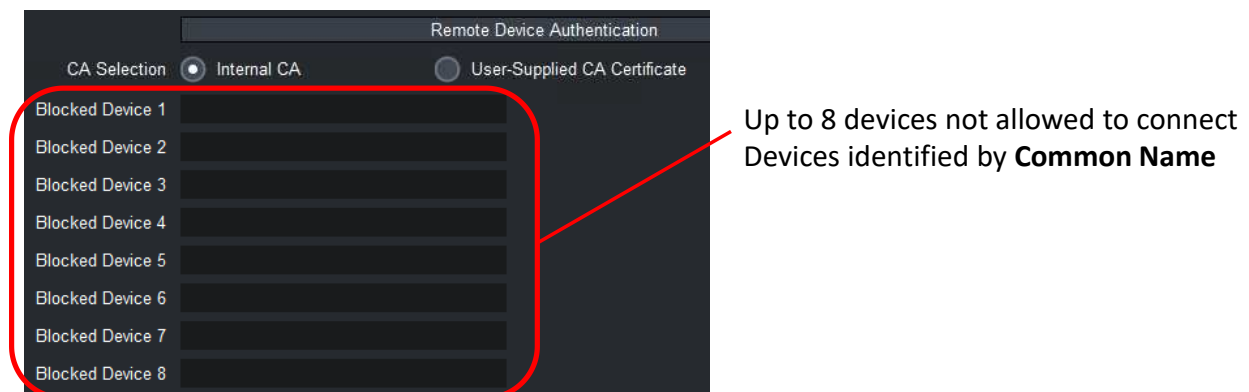 Remote Device Authentication
CA Selection Internal CA User-Supplied CA Certificate
Blocked Device 1
Blocked Device 2
Blocked Device 3
Blocked Device 4
Blocked Device 5
Blocked Device 6
Blocked Device 7
Blocked Device 8
Up to 8 devices not allowed to connect
Devices identified by Common Name